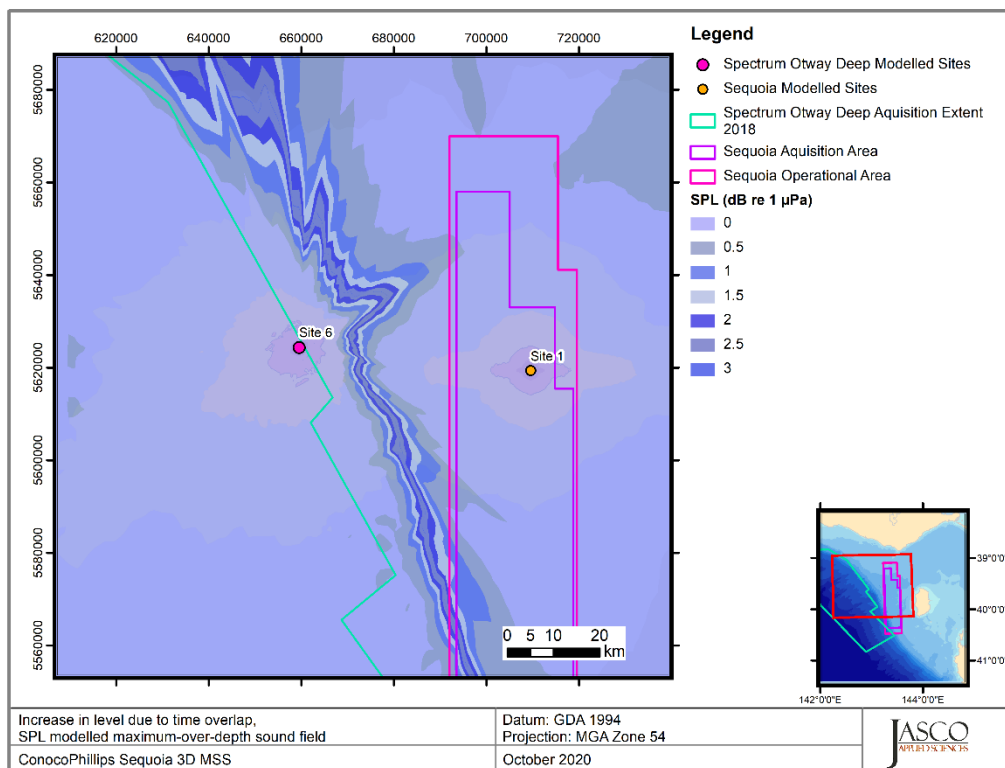 620000 640000 660000 680000 700000 720000
5680000
5660000
5640000
5620000
5600000
5580000
5560000
Site 6
Site 1
0 5 10 20
km
Legend
Spectrum Otway Deep Modelled Sites
Sequoia Modelled Sites
Spectrum Otway Deep Aquisition Extent
2018
Sequoia Aquisition Area
Sequoia Operational Area
SPL (dB re 1 µPa)
0
0.5
1
1.5
2
2.5
3
39°0'0
40°0'0
41°0'0
142°0'0 144°0'0
Increase in level due to time overlap,
SPL modelled maximum-over-depth sound field
ConocoPhillips Sequoia 3D MSS
Datum: GDA 1994
Projection: MGA Zone 54
October 2020
JASCO
APPLIED SCIENCES